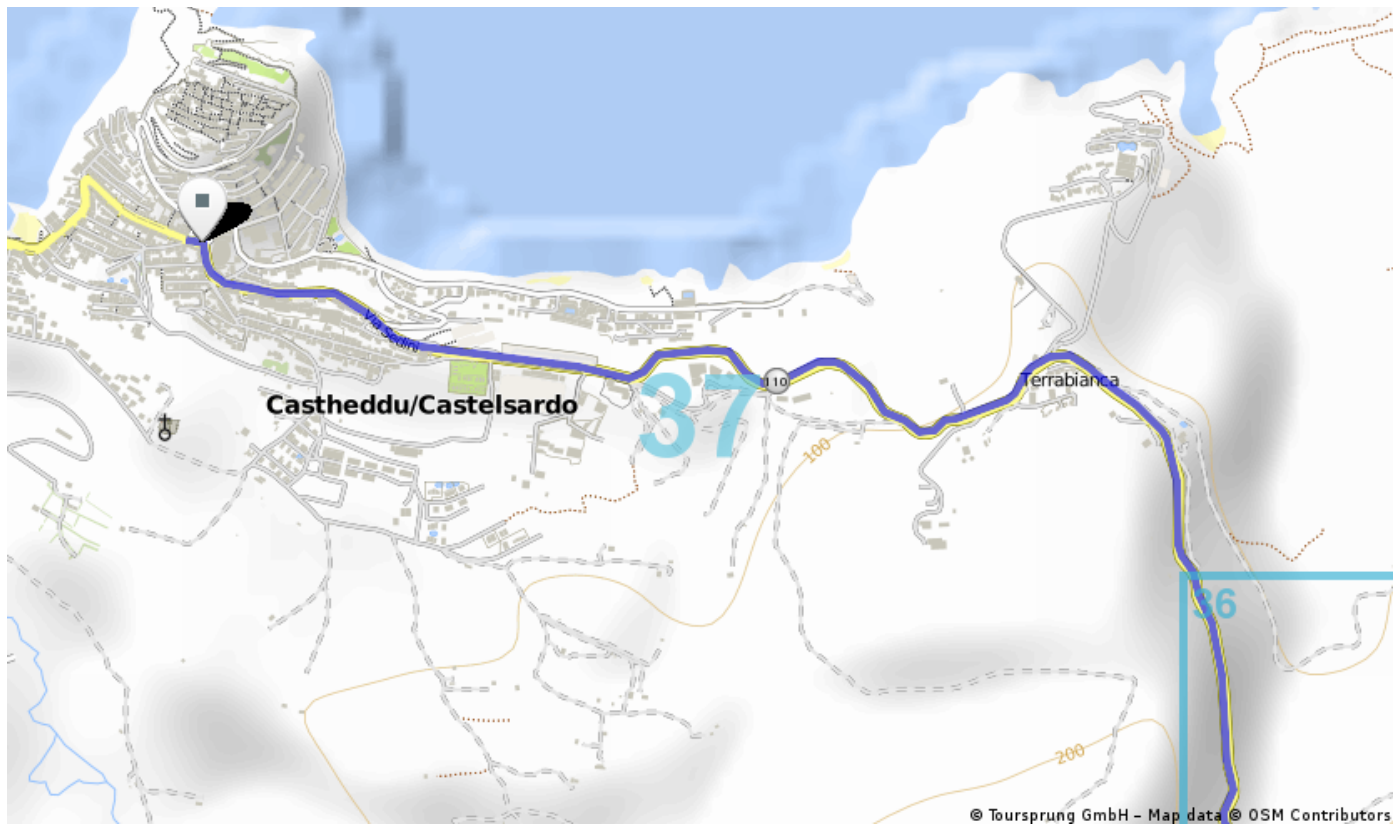 Via Sedini
37
110
Terrabianca
Castheddu/Castelsardo
100
36
200
© Toursprung GmbH – Map data © OSM Contributors